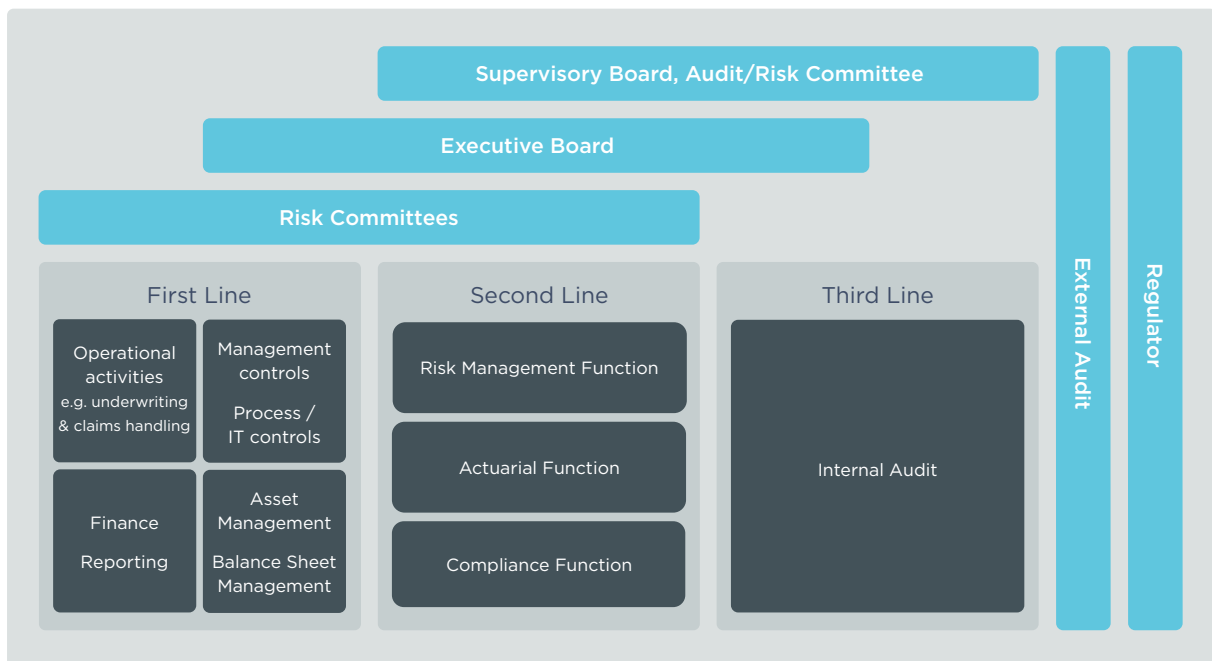 Supervisory Board, Audit/Risk Committee
Executive Board
Risk Committees
First Line
Operational
activities
e.g. underwriting
& claims handling
Management
controls
Process /
IT controls
Finance
Reporting
Asset
Management
Balance Sheet
Management
Second Line
Risk Management Function
Actuarial Function
Compliance Function
Third Line
Internal Audit
External Audit
Regulator